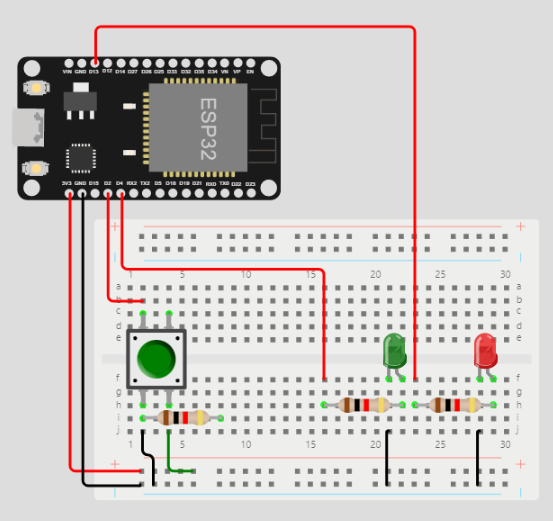 VIN GND D13 D12 D14 D27 D26 D25 D33 D32 D35 D34 VN VP EN
ESP32
3V3 GND D15 D2 D4 RX2 TX2 D5 D18 D19 D21 RX0 TX0 D22 D23
+ +
- -
1 5 10 15 20 25 30
a a
b b
c c
d d
e e
f f
g g
h h
i i
j j
1 5 10 15 20 25 30
+ +
- -